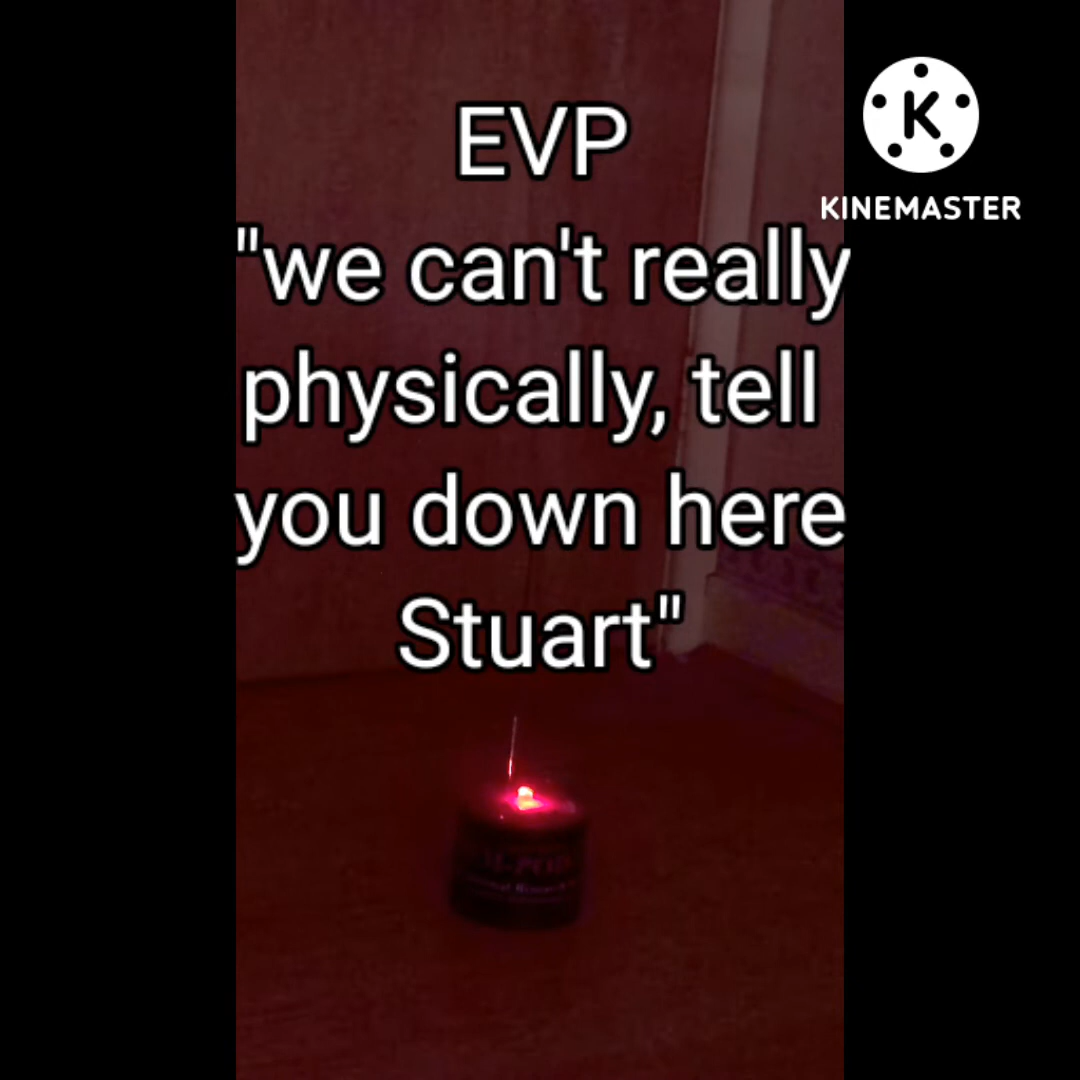 EVP
"we can't really
physically, tell
you down here
Stuart"
K
KINEMASTER